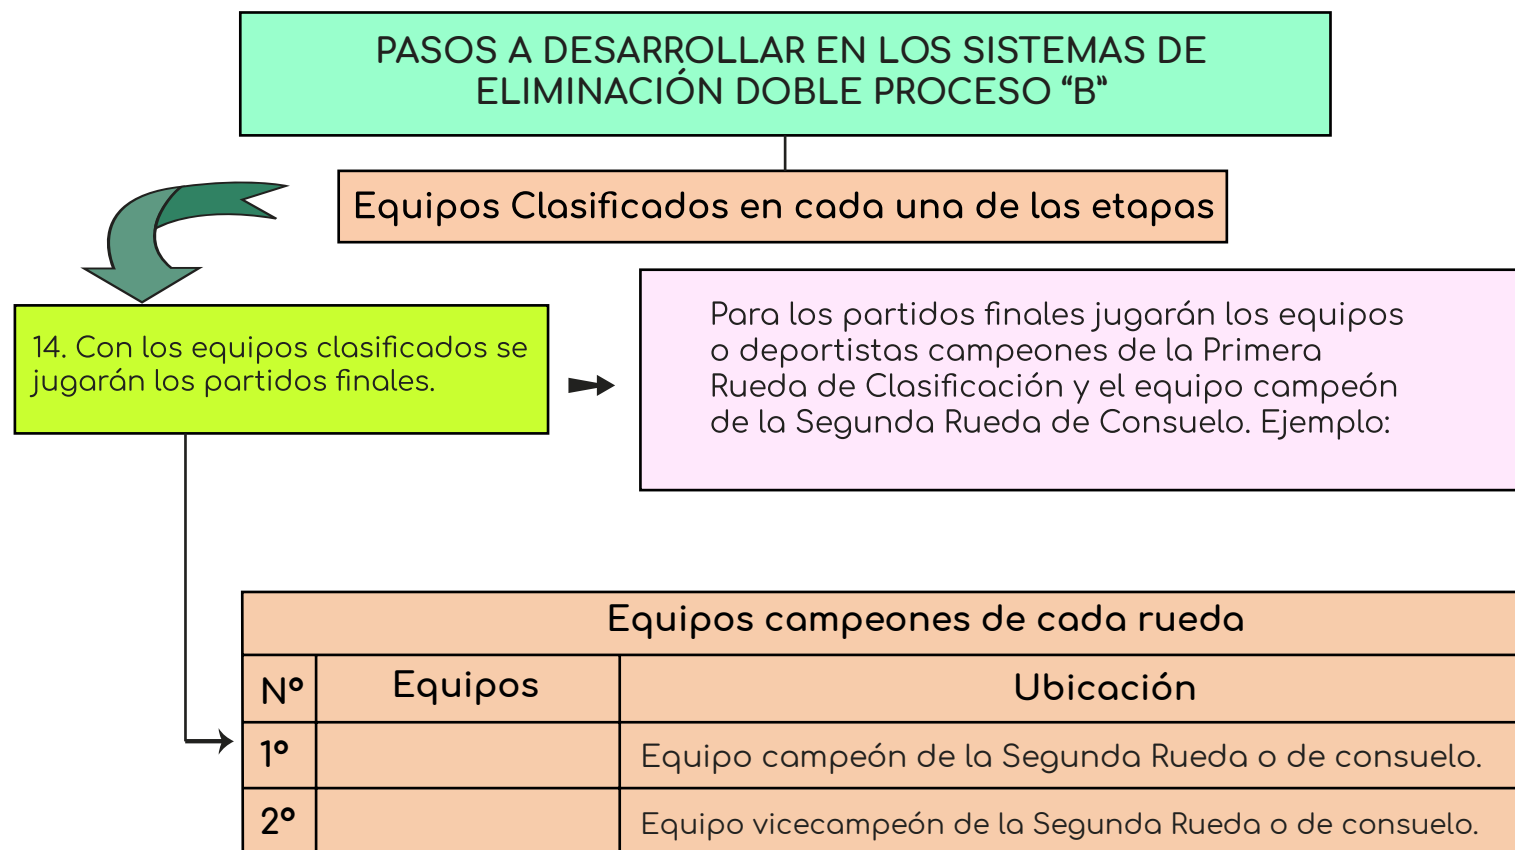 PASOS A DESARROLLAR EN LOS SISTEMAS DE
ELIMINACIÓN DOBLE PROCESO “B”
Equipos Clasificados en cada una de las etapas
14. Con los equipos clasificados se
jugarán los partidos finales.
Para los partidos finales jugarán los equipos
o deportistas campeones de la Primera
Rueda de Clasificación y el equipo campeón
de la Segunda Rueda de Consuelo. Ejemplo:
Equipos campeones de cada rueda
Nº Equipos Ubicación
1º Equipo campeón de la Segunda Rueda o de consuelo.
2º Equipo vicecampeón de la Segunda Rueda o de consuelo.